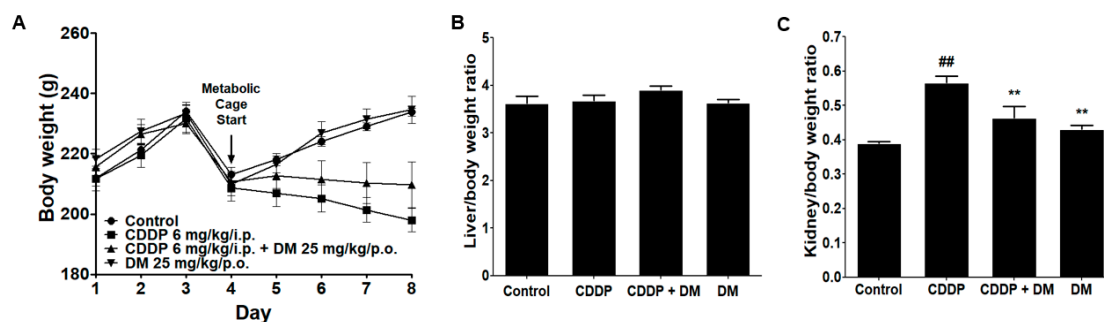 A
Body weight (g)
260
240
220
200
180
Metabolic
Cage
Start
Control
CDDP 6 mg/kg/i.p.
CDDP 6 mg/kg/i.p. + DM 25 mg/kg/p.o.
DM 25 mg/kg/p.o.
1 2 3 4 5 6 7 8
Day
B
Liver/body weight ratio
5
4
3
2
1
0
Control CDDP CDDP + DM DM
C
Kidney/body weight ratio
0.7
0.6
0.5
0.4
0.3
0.2
0.1
0.0
##
**
**
Control CDDP CDDP + DM DM